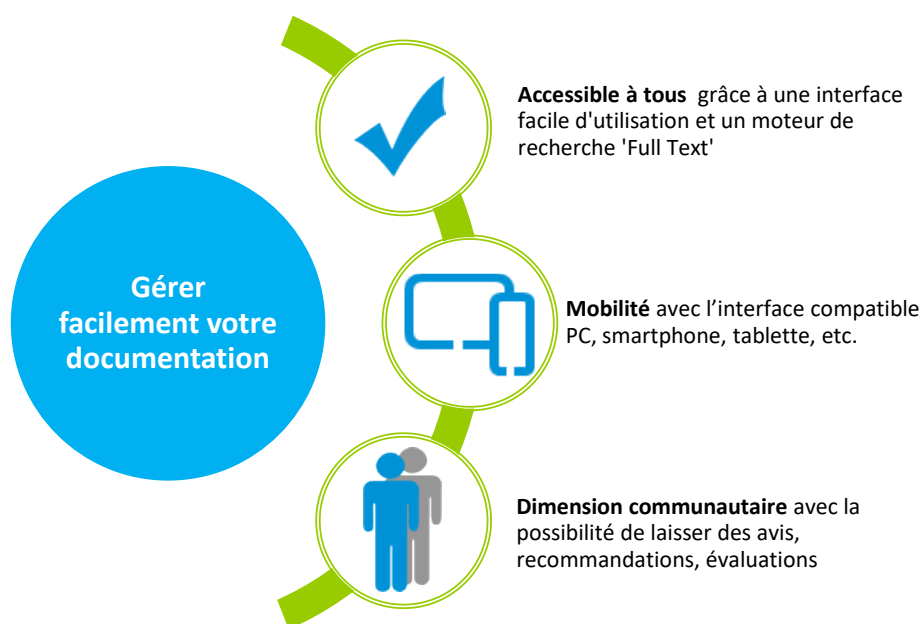 Accessible à tous  grâce à une interface
facile d'utilisation et un moteur de
recherche 'Full Text'
Gérer
facilement votre
documentation
Mobilité avec l’interface compatible
PC, smartphone, tablette, etc.
Dimension communautaire avec la
possibilité de laisser des avis,
recommandations, évaluations